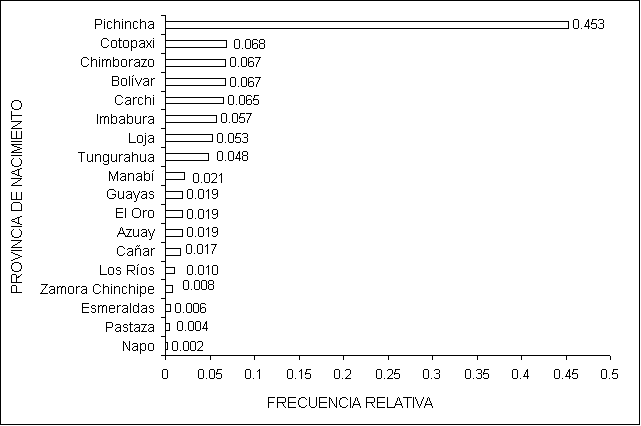 PROVINCIA DE NACIMIENTO
Pichincha 0.453
Cotopaxi 0.068
Chimborazo 0.067
Bolívar 0.067
Carchi 0.065
Imbabura 0.057
Loja 0.053
Tungurahua 0.048
Manabí 0.021
Guayas 0.019
El Oro 0.019
Azuay 0.019
Cañar 0.017
Los Ríos 0.010
Zamora Chinchipe 0.008
Esmeraldas 0.006
Pastaza 0.004
Napo 0.002
0 0.05 0.1 0.15 0.2 0.25 0.3 0.35 0.4 0.45 0.5
FRECUENCIA RELATIVA